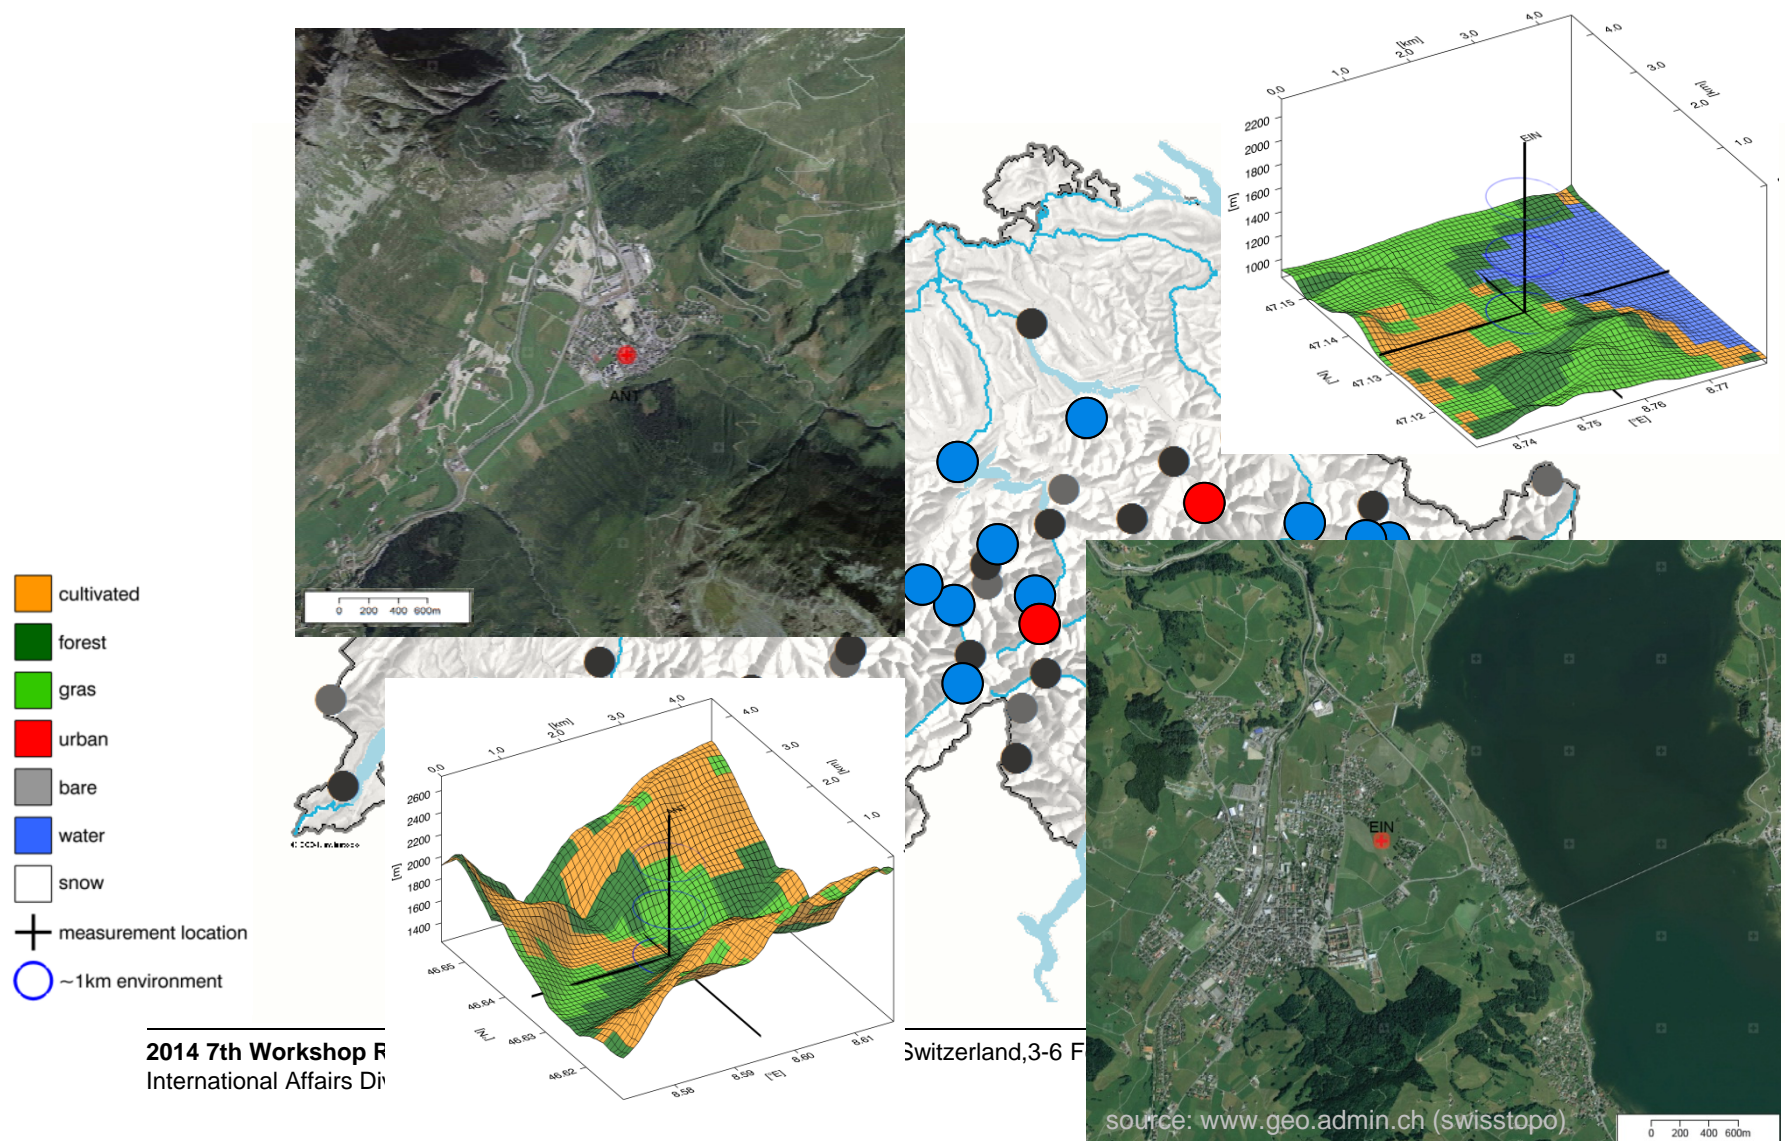 ANT
0 200 400 600m
[km]
0.0 1.0 2.0 3.0 4.0
4.0 3.0 2.0 1.0
[km]
EIN
2200
2000
1800
1600
1400
1200
1000
[m]
47.15
47.14
47.13
47.12
[°N]
8.74 8.75 8.76 8.77
[°E]
cultivated
forest
gras
urban
bare
water
snow
measurement location
~1km environment
[km]
0.0 1.0 2.0 3.0 4.0
4.0 3.0 2.0 1.0
[km]
ANT
2600
2400
2200
2000
1800
1600
1400
[m]
46.65
46.64
46.63
46.62
[°N]
8.58 8.59 8.60 8.61
[°E]
EIN
source: www.geo.admin.ch (swisstopo)
0 200 400 600m
2014 7th Workshop R
Switzerland,3-6 F
International Affairs Div